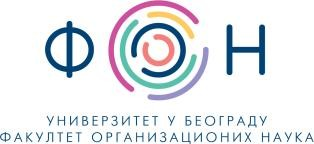 ФОН
УНИВЕРЗИТЕТ У БЕОГРАДУ
ФАКУЛТЕТ ОРГАНИЗАЦИОНИХ НАУКА